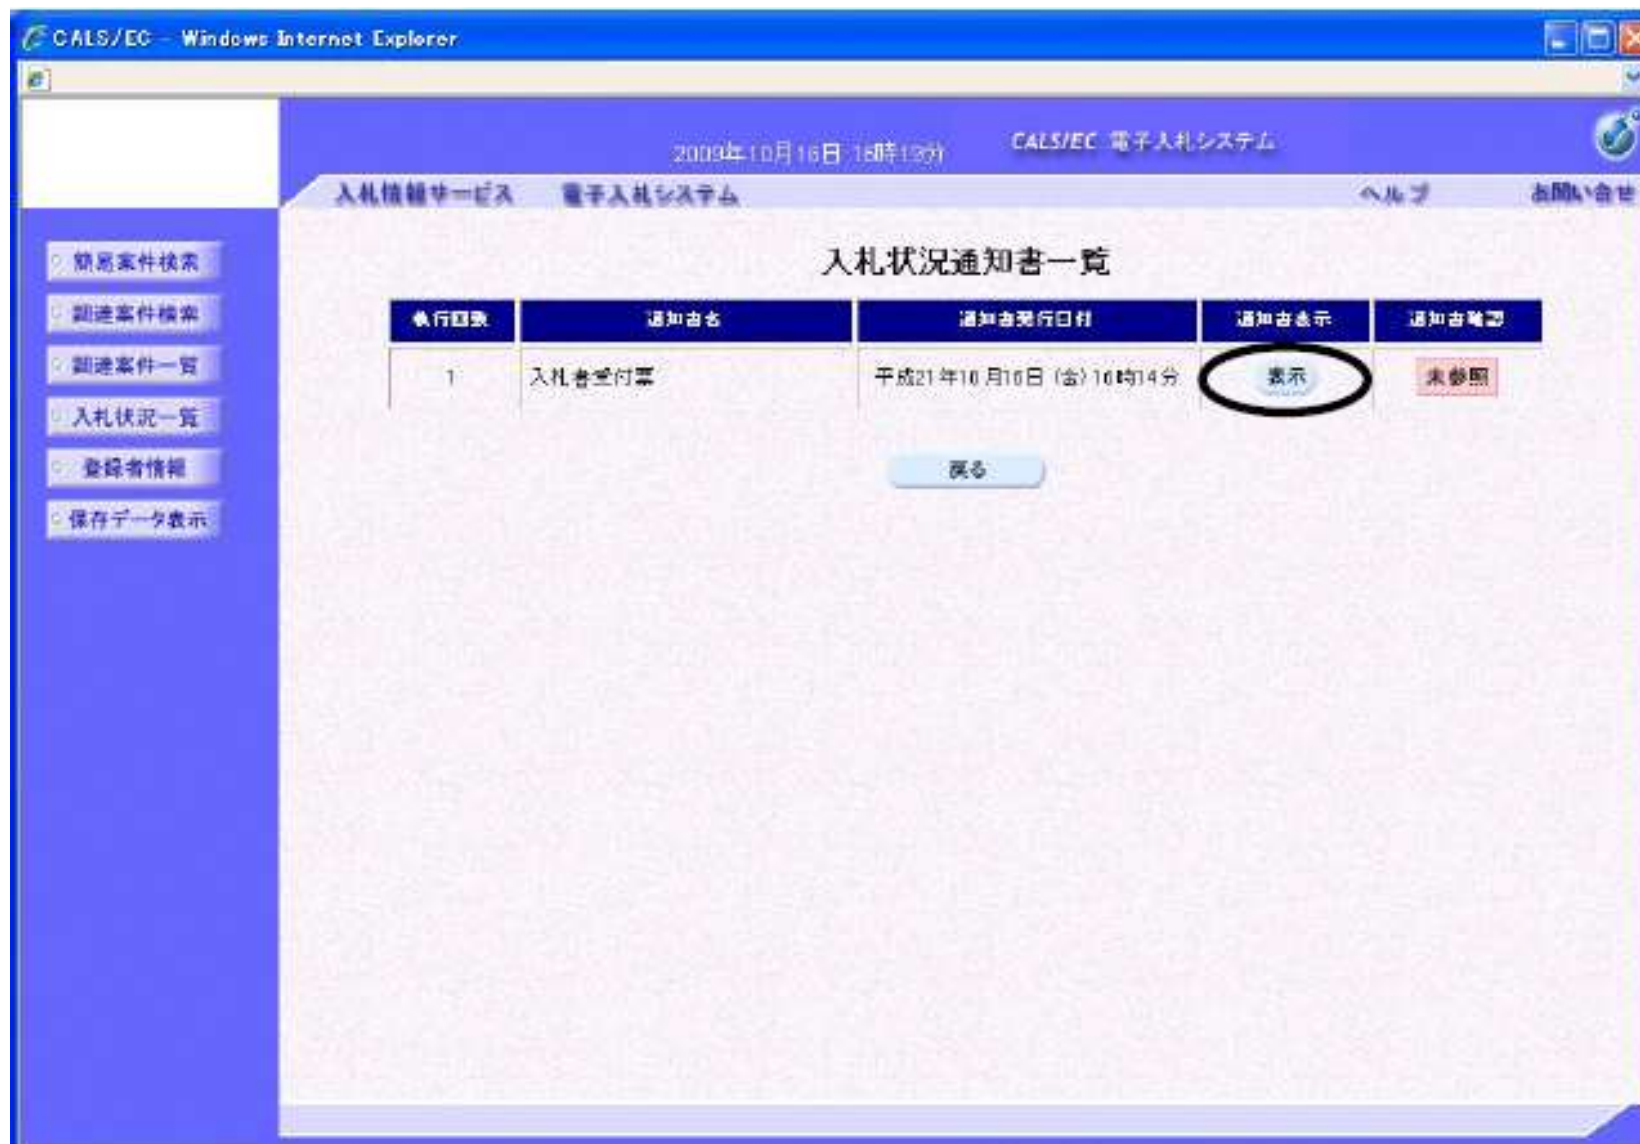 CALS/EC - Windows Internet Explorer
2009年10月16日 16時19分
CALS/EC 電子入札システム
入札情報サービス 電子入札システム ヘルプ お問い合せ
簡易案件検索
調達案件検索
調達案件一覧
入札状況一覧
登録者情報
保存データ表示
入札状況通知書一覧
執行回数 通知書名 通知書発行日付 通知書表示 通知書確認
1 入札書受付票 平成21年10月16日 (金) 16時14分 表示 未参照
戻る